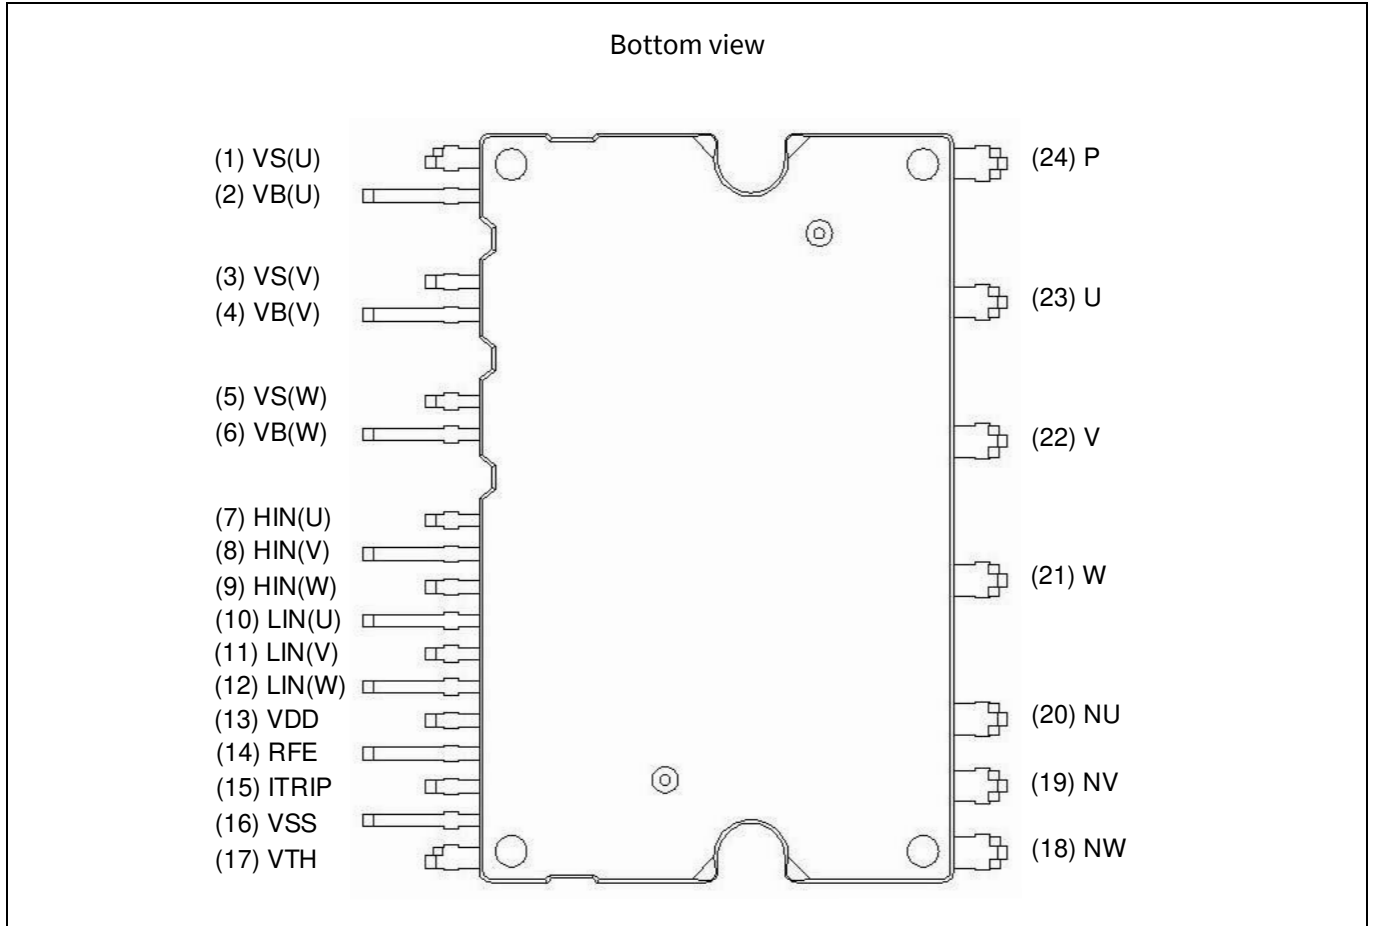 Bottom view
(1) VS(U)
(2) VB(U)
(3) VS(V)
(4) VB(V)
(5) VS(W)
(6) VB(W)
(7) HIN(U)
(8) HIN(V)
(9) HIN(W)
(10) LIN(U)
(11) LIN(V)
(12) LIN(W)
(13) VDD
(14) RFE
(15) ITRIP
(16) VSS
(17) VTH
(24) P
(23) U
(22) V
(21) W
(20) NU
(19) NV
(18) NW